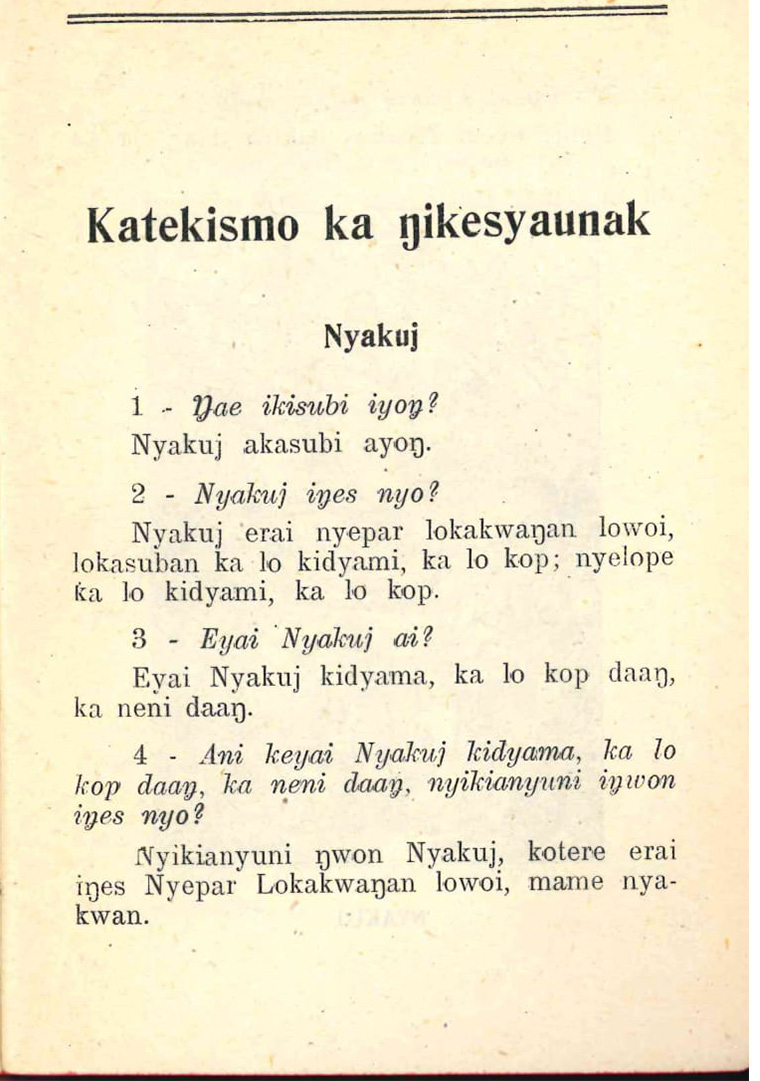 Katekismo ka ŋikesyaunak
Nyakuj
1 - Ŋae ikisubi iyoŋ?
Nyakuj akasubi ayoŋ.
2 - Nyakuj iŋes nyo?
Nyakuj erai nyepar lokakwaŋan lowoi,
lokasuban ka lo kidyami, ka lo kop; nyelope
ka lo kidyami, ka lo kop.
3 - Eyai Nyakuj ai?
Eyai Nyakuj kidyama, ka lo kop daaŋ,
ka neni daaŋ.
4 - Ani keyai Nyakuj kidyama, ka lo
kop daaŋ, ka neni daaŋ, nyikianyuni iŋwon
iŋes nyo?
Nyikianyuni ŋwon Nyakuj, kotere erai
iŋes Nyepar Lokakwaŋan lowoi, mame nya-
kwan.